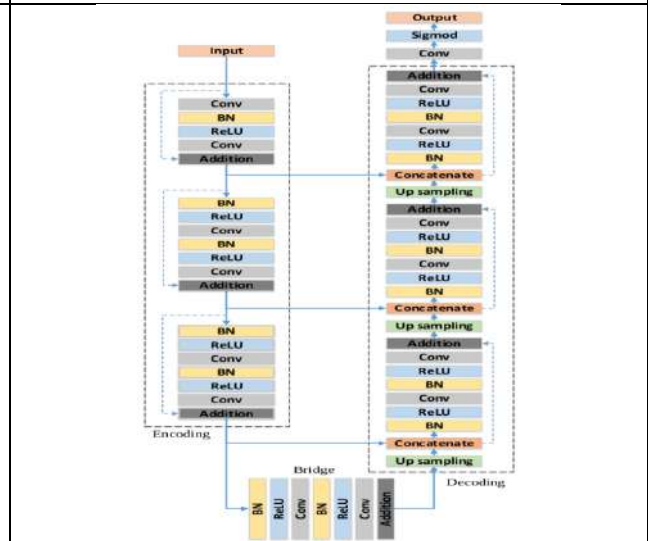 Input
Conv
BN
ReLU
Conv
Addition
BN
ReLU
Conv
BN
ReLU
Conv
Addition
BN
ReLU
Conv
BN
ReLU
Conv
Addition
Encoding
Bridge
BN
ReLU
Conv
BN
ReLU
Conv
Addition
Output
Sigmod
Conv
Addition
Conv
ReLU
BN
Conv
ReLU
BN
Concatenate
Up sampling
Addition
Conv
ReLU
BN
Conv
ReLU
BN
Concatenate
Up sampling
Addition
Conv
ReLU
BN
Conv
ReLU
BN
Concatenate
Up sampling
Decoding